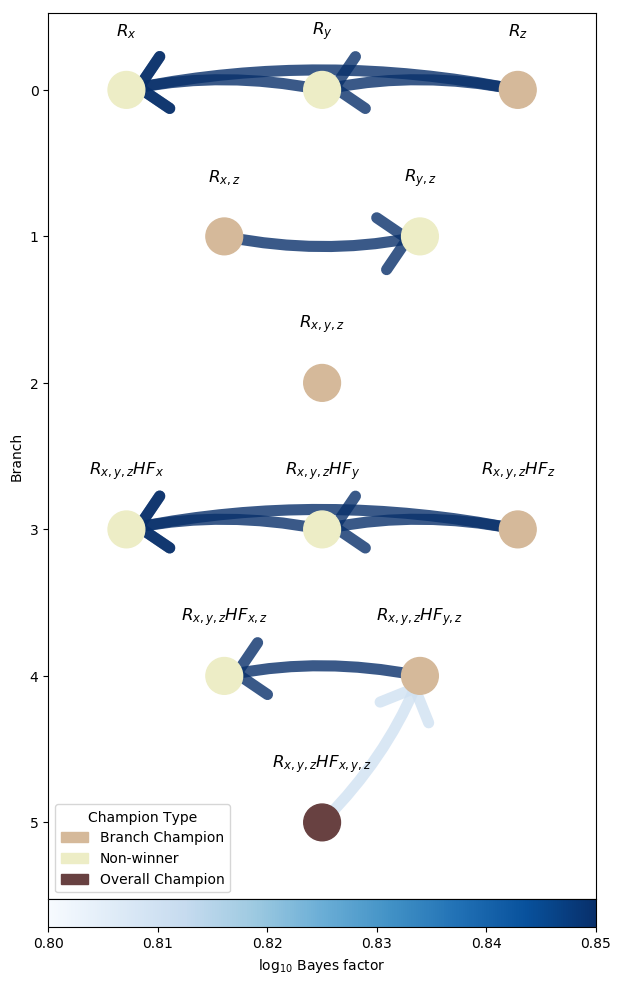 R_x R_y R_z
0
R_{x,z} R_{y,z}
1
R_{x,y,z}
2
Branch
R_{x,y,z}HF_x R_{x,y,z}HF_y R_{x,y,z}HF_z
3
R_{x,y,z}HF_{x,z} R_{x,y,z}HF_{y,z}
4
R_{x,y,z}HF_{x,y,z}
5
Champion Type
Branch Champion
Non-winner
Overall Champion
0.80 0.81 0.82 0.83 0.84 0.85
log_{10} Bayes factor